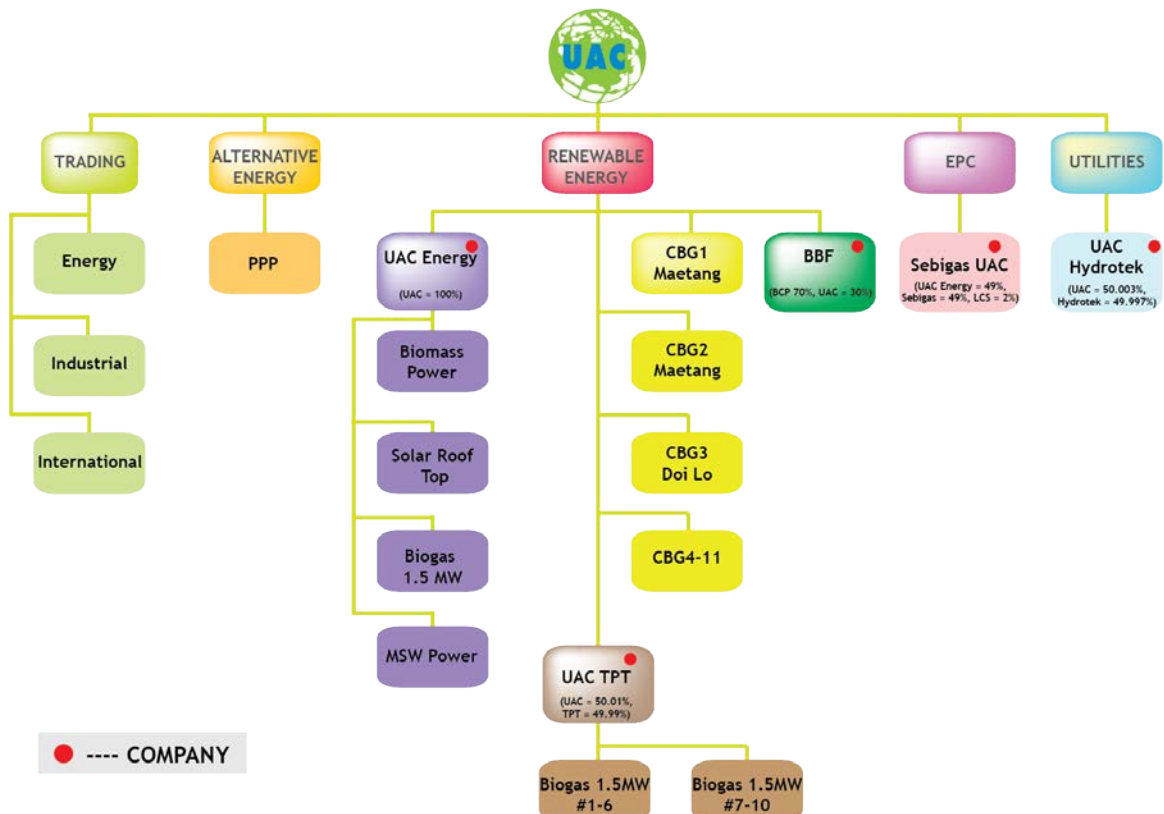 UAC
TRADING
ALTERNATIVE
ENERGY
RENEWABLE
ENERGY
EPC
UTILITIES
Energy
Industrial
International
PPP
UAC Energy
(UAC = 100%)
Biomass
Power
Solar Roof
Top
Biogas
1.5 MW
MSW Power
CBG1
Maetang
CBG2
Maetang
CBG3
Doi Lo
CBG4-11
BBF
(BCP 70%, UAC = 30%)
UAC TPT
(UAC = 50.01%,
TPT = 49.99%)
Biogas 1.5MW
#1-6
Biogas 1.5MW
#7-10
Sebigas UAC
(UAC Energy = 49%,
Sebigas = 49%, LCS = 2%)
UAC
Hydrotek
(UAC = 50.003%,
Hydrotek = 49.997%)
---- COMPANY